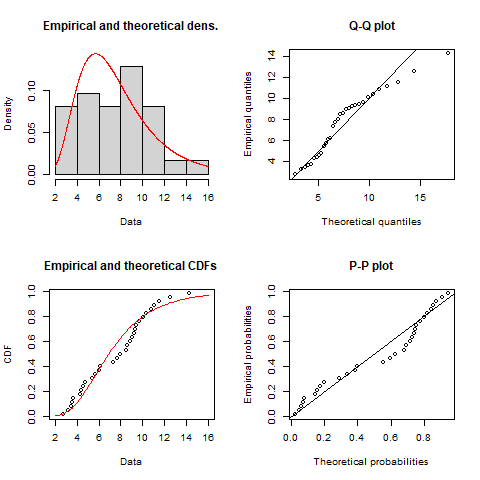 Empirical and theoretical dens.
Density
0.00 0.05 0.10
2 4 6 8 10 12 14 16
Data
Q-Q plot
Empirical quantiles
4 6 8 10 12 14
5 10 15
Theoretical quantiles
Empirical and theoretical CDFs
CDF
0.0 0.2 0.4 0.6 0.8 1.0
2 4 6 8 10 12 14 16
Data
P-P plot
Empirical probabilities
0.0 0.2 0.4 0.6 0.8 1.0
0.0 0.2 0.4 0.6 0.8
Theoretical probabilities